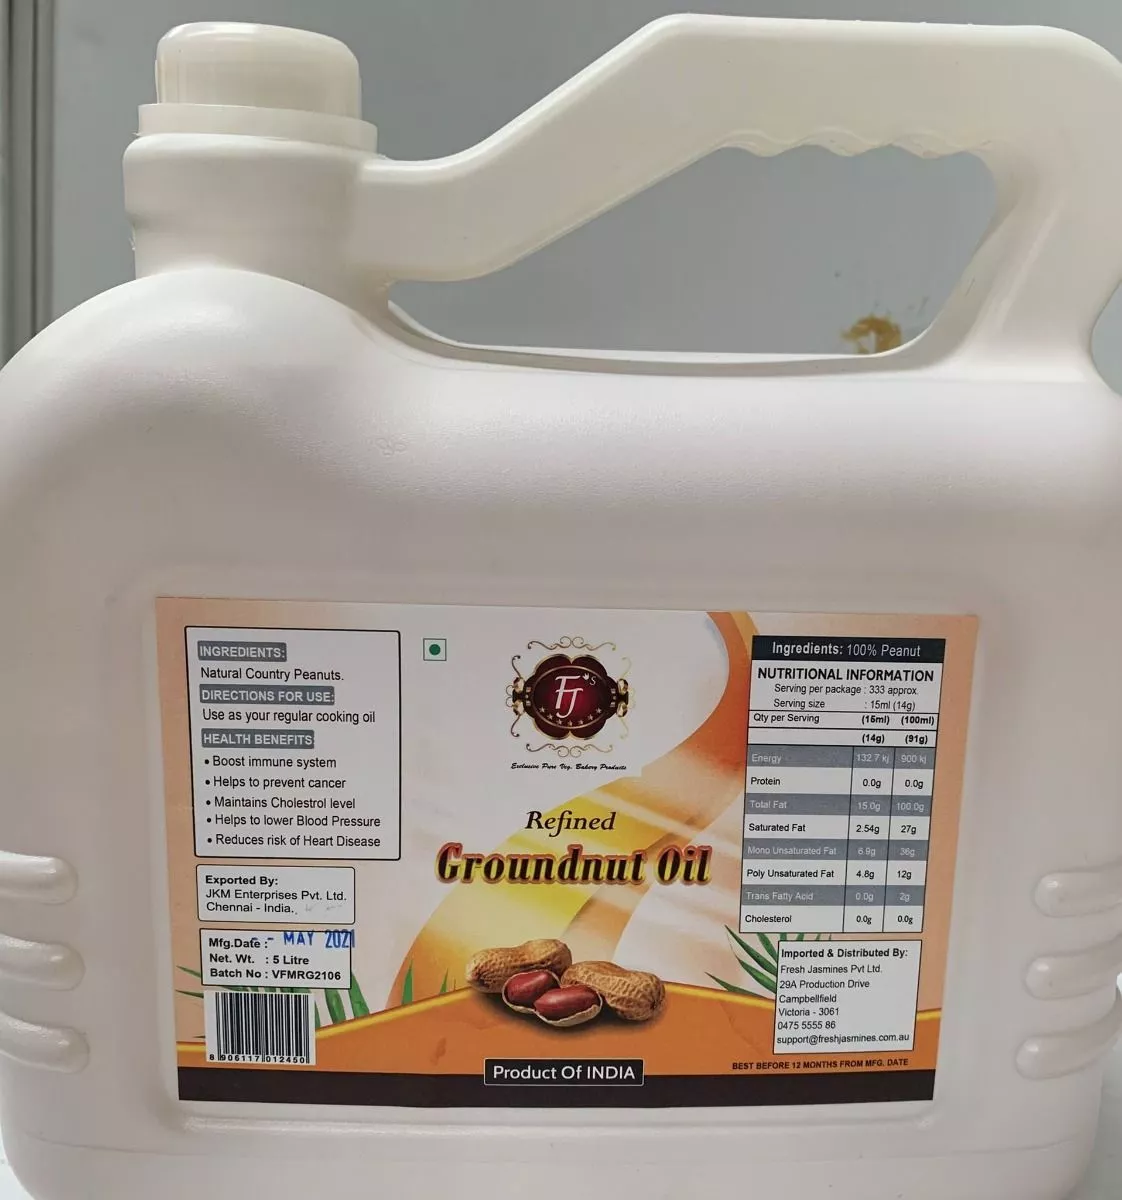 INGREDIENTS:
Natural Country Peanuts.
DIRECTIONS FOR USE:
Use as your regular cooking oil
HEALTH BENEFITS
• Boost immune system
• Helps to prevent cancer
• Maintains Cholestrol level
• Helps to lower Blood Pressure
• Reduces risk of Heart Disease
Exported By:
JKM Enterprises Pvt. Ltd.
Chennai - India.
Mfg.Date :- MAY 2021
Net. Wt. : 5 Litre
Batch No : VFMRG2106
8 906117 012450
FJ'S
Exclusive Pure Veg. Bakery Products
Refined
Groundnut Oil
Product Of INDIA
Ingredients: 100% Peanut
NUTRITIONAL INFORMATION
Serving per package : 333 approx.
Serving size : 15ml (14g)
Qty per Serving (15ml) (100ml)
(14g) (91g)
Energy 132.7 kj 900 kj
Protein 0.0g 0.0g
Total Fat 15.0g 100.0g
Saturated Fat 2.54g 27g
Mono Unsaturated Fat 6.9g 36g
Poly Unsaturated Fat 4.8g 12g
Trans Fatty Acid 0.0g 2g
Cholesterol 0.0g 0.0g
Imported & Distributed By:
Fresh Jasmines Pvt Ltd.
29A Production Drive
Campbellfield
Victoria - 3061
0475 5555 86
support@freshjasmines.com.au
BEST BEFORE 12 MONTHS FROM MFG. DATE